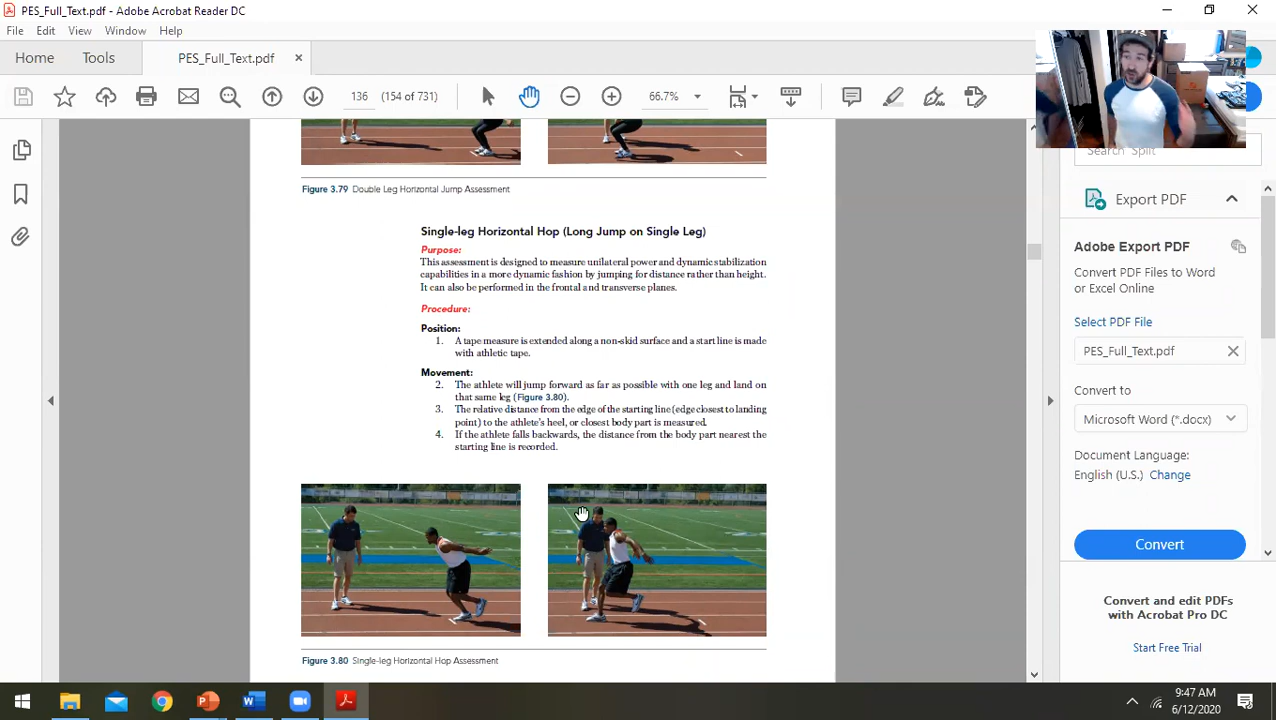 PES_Full_Text.pdf - Adobe Acrobat Reader DC
File Edit View Window Help
Home Tools PES_Full_Text.pdf
136 (154 of 731) 66.7%
Search 'Split'
Figure 3.79 Double Leg Horizontal Jump Assessment
Single-leg Horizontal Hop (Long Jump on Single Leg)
Purpose:
This assessment is designed to measure unilateral power and dynamic stabilization
capabilities in a more dynamic fashion by jumping for distance rather than height.
It can also be performed in the frontal and transverse planes.
Procedure:
Position:
1. A tape measure is extended along a non-skid surface and a start line is made
with athletic tape.
Movement:
2. The athlete will jump forward as far as possible with one leg and land on
that same leg (Figure 3.80).
3. The relative distance from the edge of the starting line (edge closest to landing
point) to the athlete's heel, or closest body part is measured.
4. If the athlete falls backwards, the distance from the body part nearest the
starting line is recorded.
Figure 3.80 Single-leg Horizontal Hop Assessment
Export PDF
Adobe Export PDF
Convert PDF Files to Word
or Excel Online
Select PDF File
PES_Full_Text.pdf
Convert to
Microsoft Word (*.docx)
Document Language:
English (U.S.) Change
Convert
Convert and edit PDFs
with Acrobat Pro DC
Start Free Trial
9:47 AM
6/12/2020